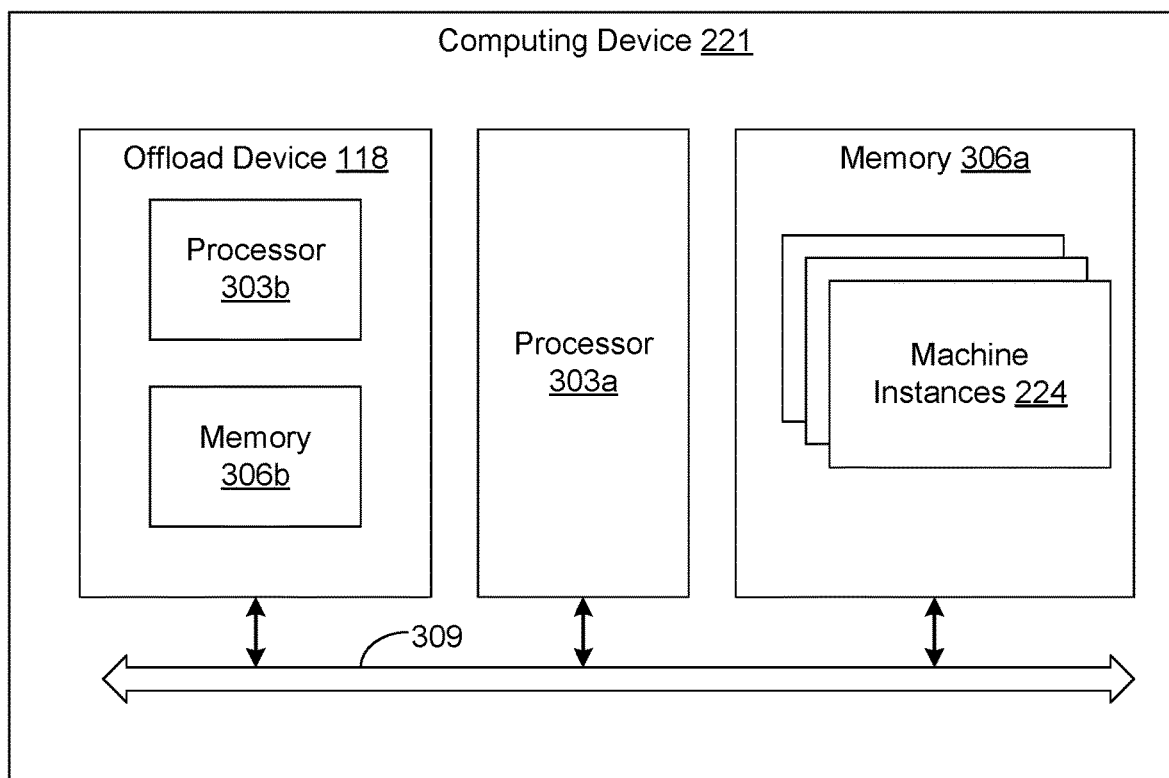 Computing Device 221
Offload Device 118
Processor
303b
Memory
306b
Processor
303a
Memory 306a
Machine
Instances 224
309